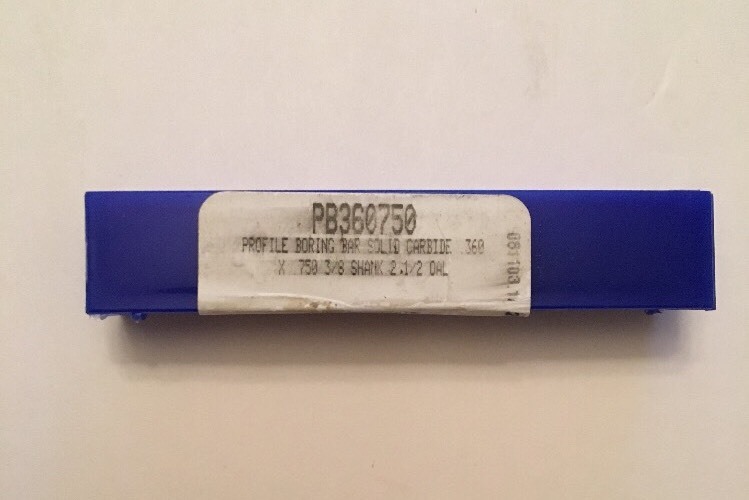 PB360750
PROFILE BORING BAR SOLID CARBIDE .360
X .750 3/8 SHANK 2.1/2 OAL